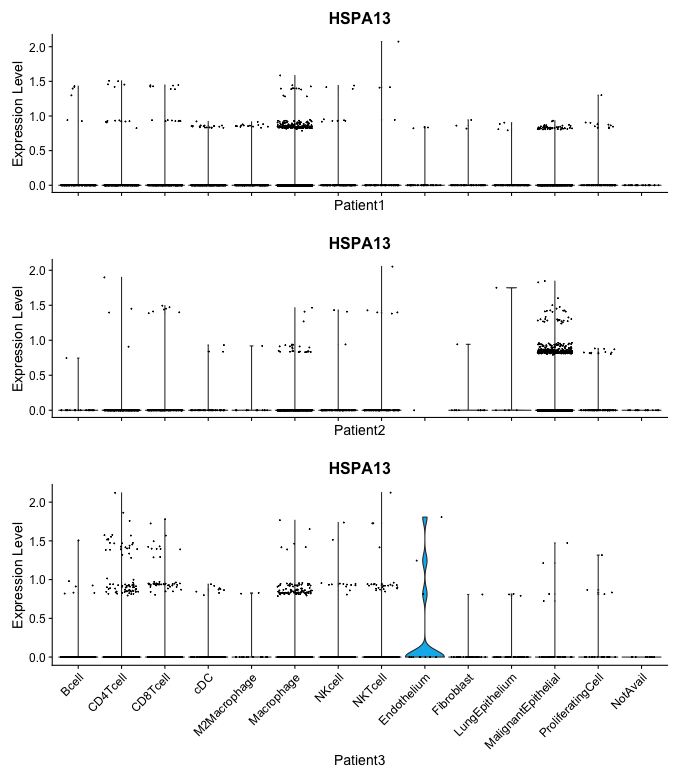 HSPA13
Expression Level
2.0
1.5
1.0
0.5
0.0
Patient1
HSPA13
Expression Level
2.0
1.5
1.0
0.5
0.0
Patient2
HSPA13
Expression Level
2.0
1.5
1.0
0.5
0.0
Bcell
CD4Tcell
CD8Tcell
cDC
M2Macrophage
Macrophage
NKcell
NKTcell
Endothelium
Fibroblast
LungEpithelium
MalignantEpithelial
ProliferatingCell
NotAvail
Patient3